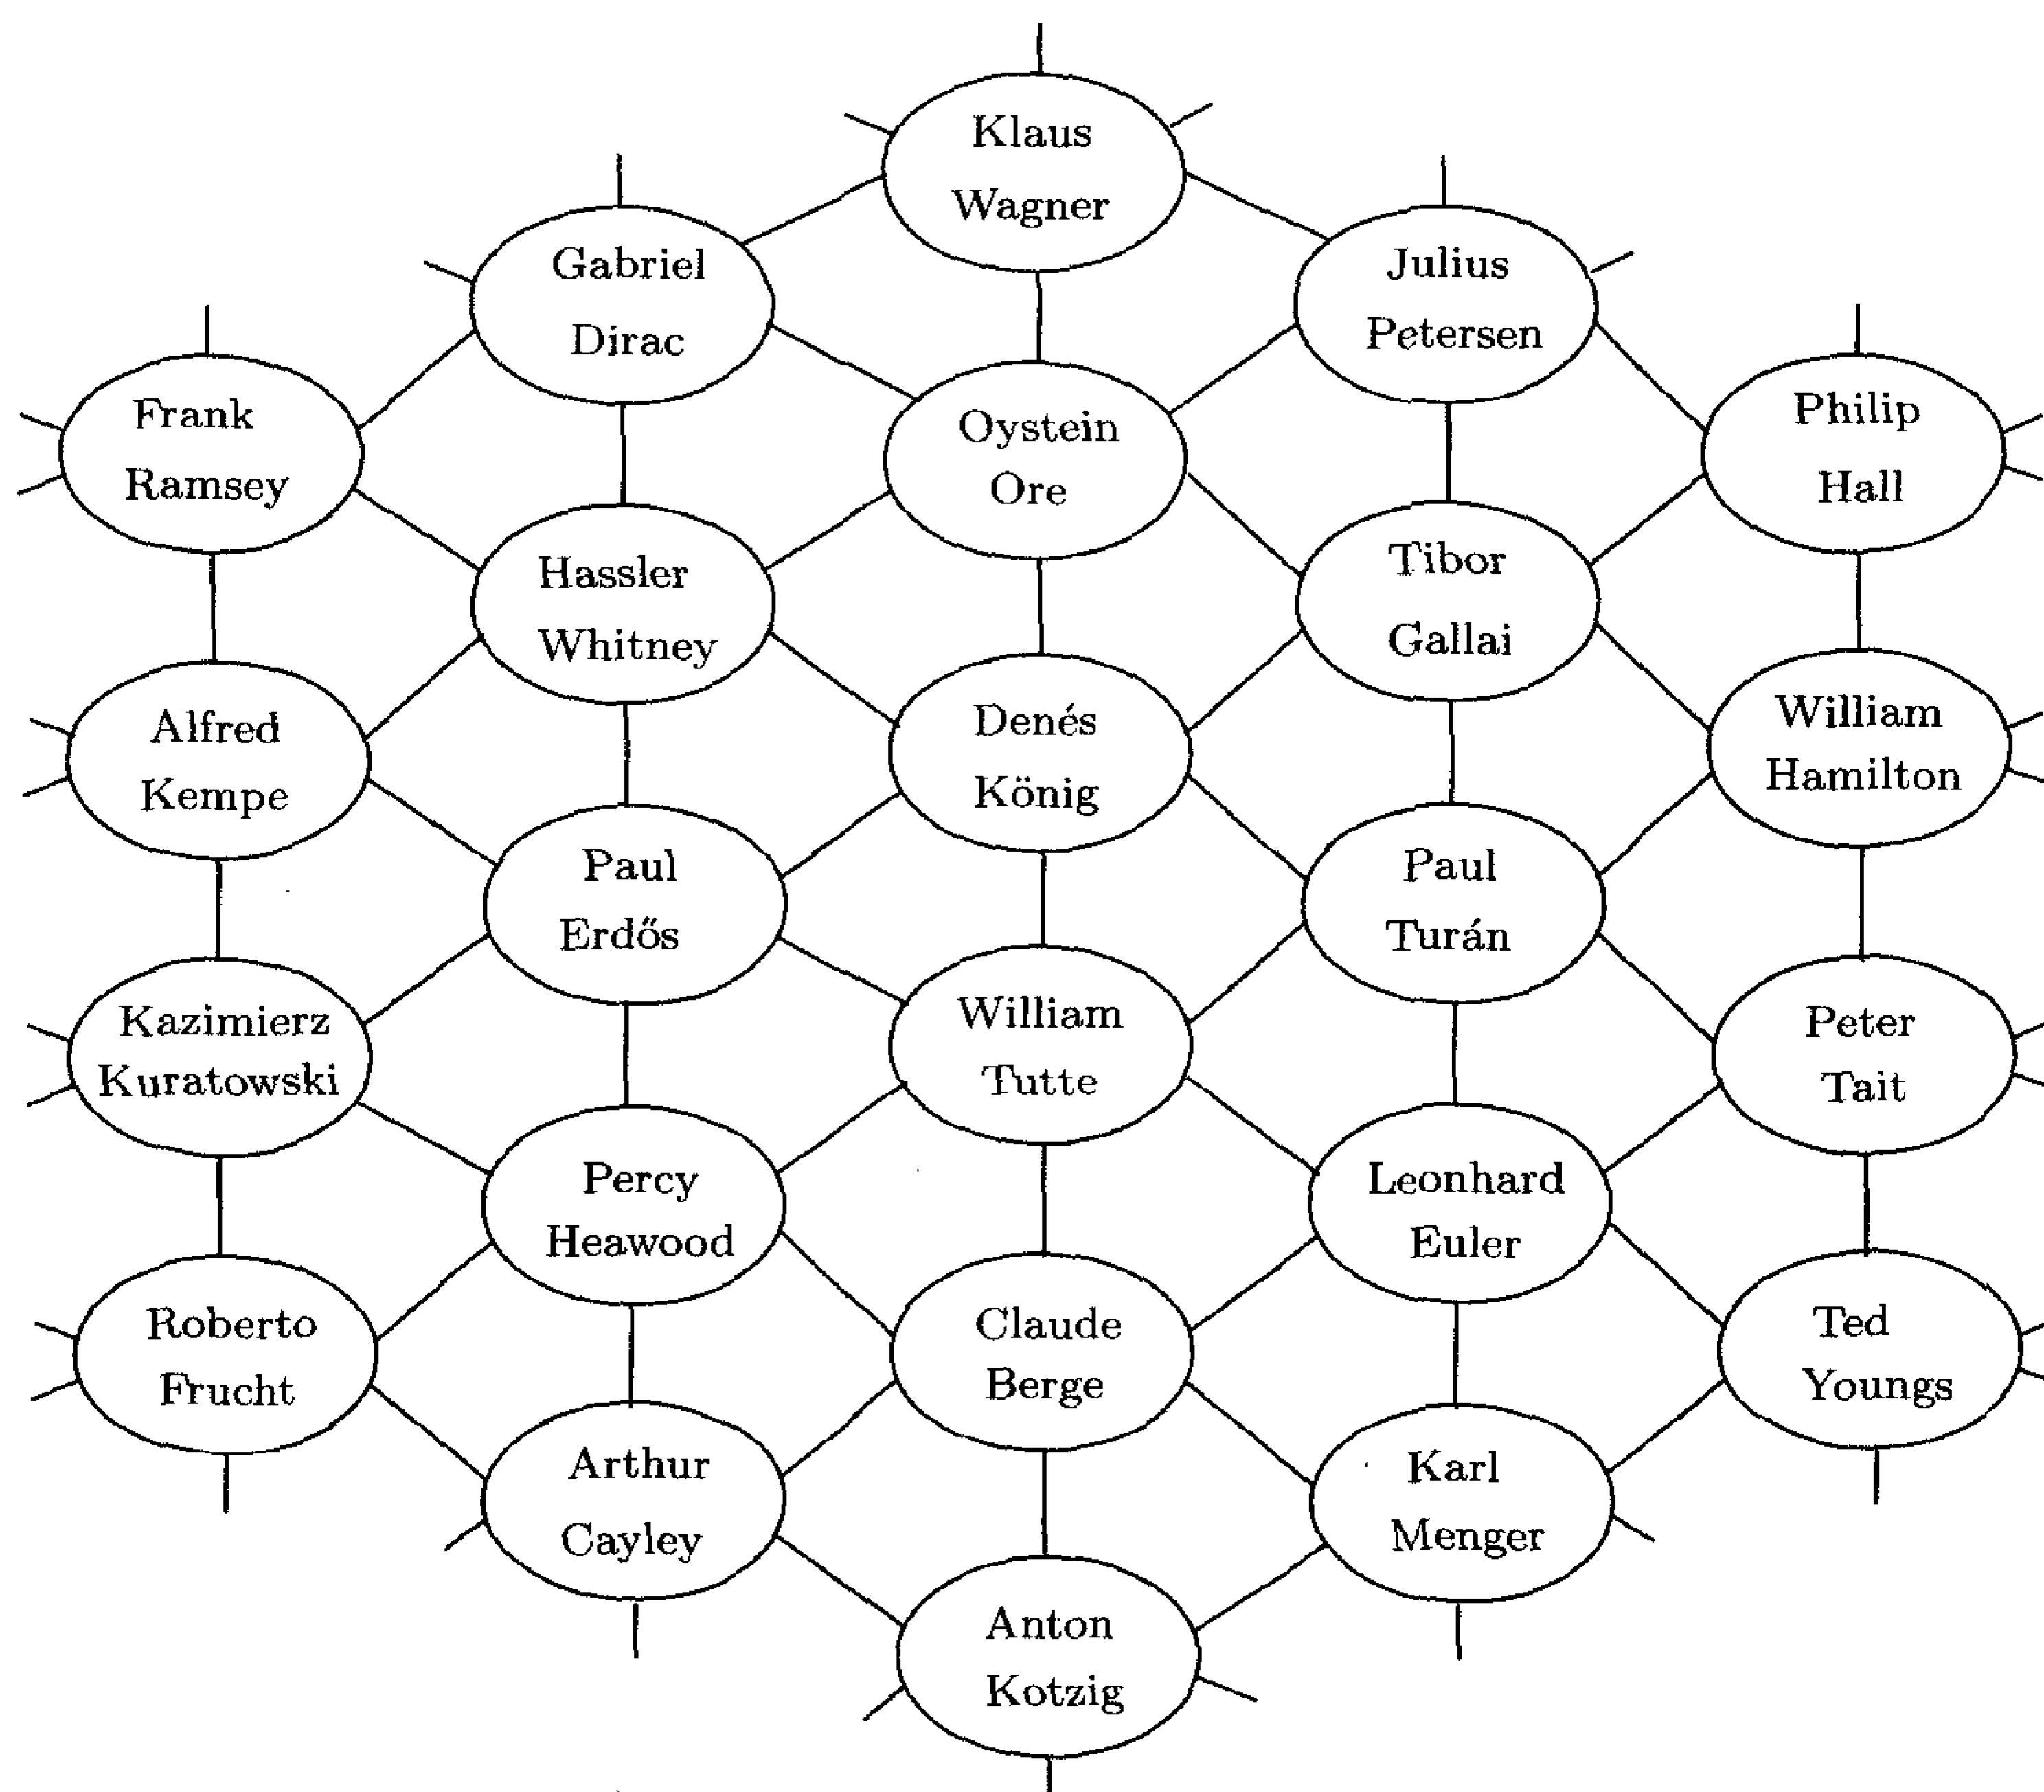 Klaus
Wagner
Gabriel
Dirac
Julius
Petersen
Frank
Ramsey
Oystein
Ore
Philip
Hall
Hassler
Whitney
Tibor
Gallai
Alfred
Kempe
Denés
König
William
Hamilton
Paul
Erdős
Paul
Turán
Kazimierz
Kuratowski
William
Tutte
Peter
Tait
Percy
Heawood
Leonhard
Euler
Roberto
Frucht
Claude
Berge
Ted
Youngs
Arthur
Cayley
Karl
Menger
Anton
Kotzig